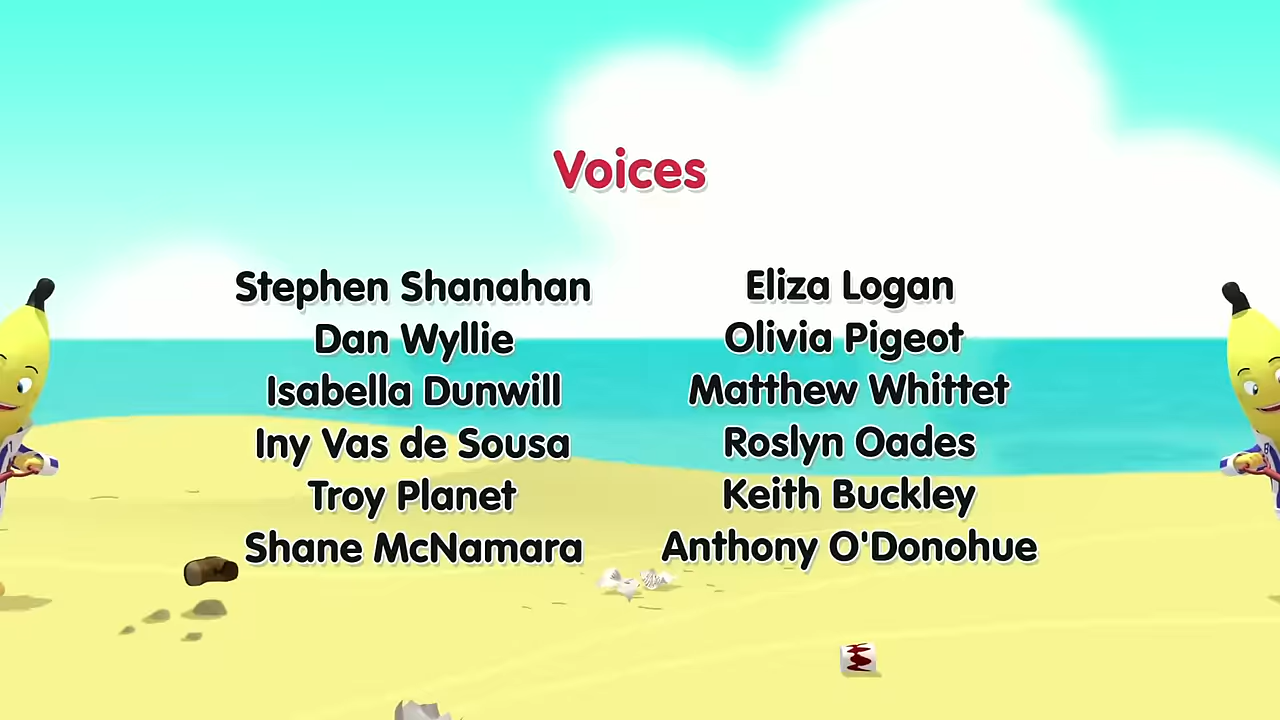 Voices
Stephen Shanahan
Dan Wyllie
Isabella Dunwill
Iny Vas de Sousa
Troy Planet
Shane McNamara
Eliza Logan
Olivia Pigeot
Matthew Whittet
Roslyn Oades
Keith Buckley
Anthony O'Donohue